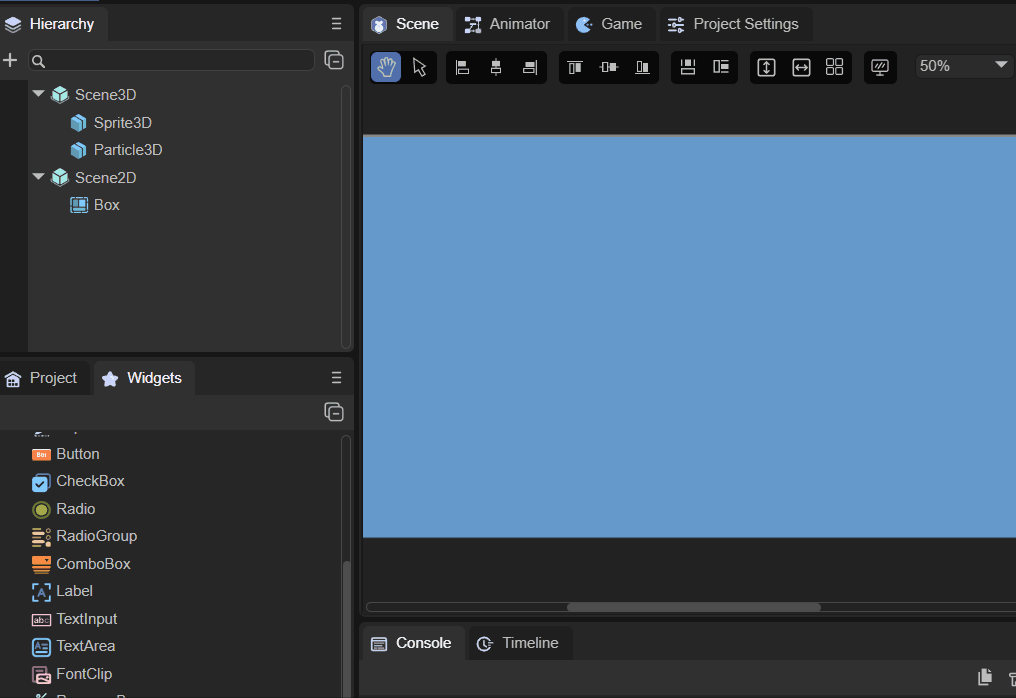 Hierarchy
Scene3D
Sprite3D
Particle3D
Scene2D
Box
Project
Widgets
Button
CheckBox
Radio
RadioGroup
ComboBox
Label
TextInput
TextArea
FontClip
Scene
Animator
Game
Project Settings
50%
Console
Timeline